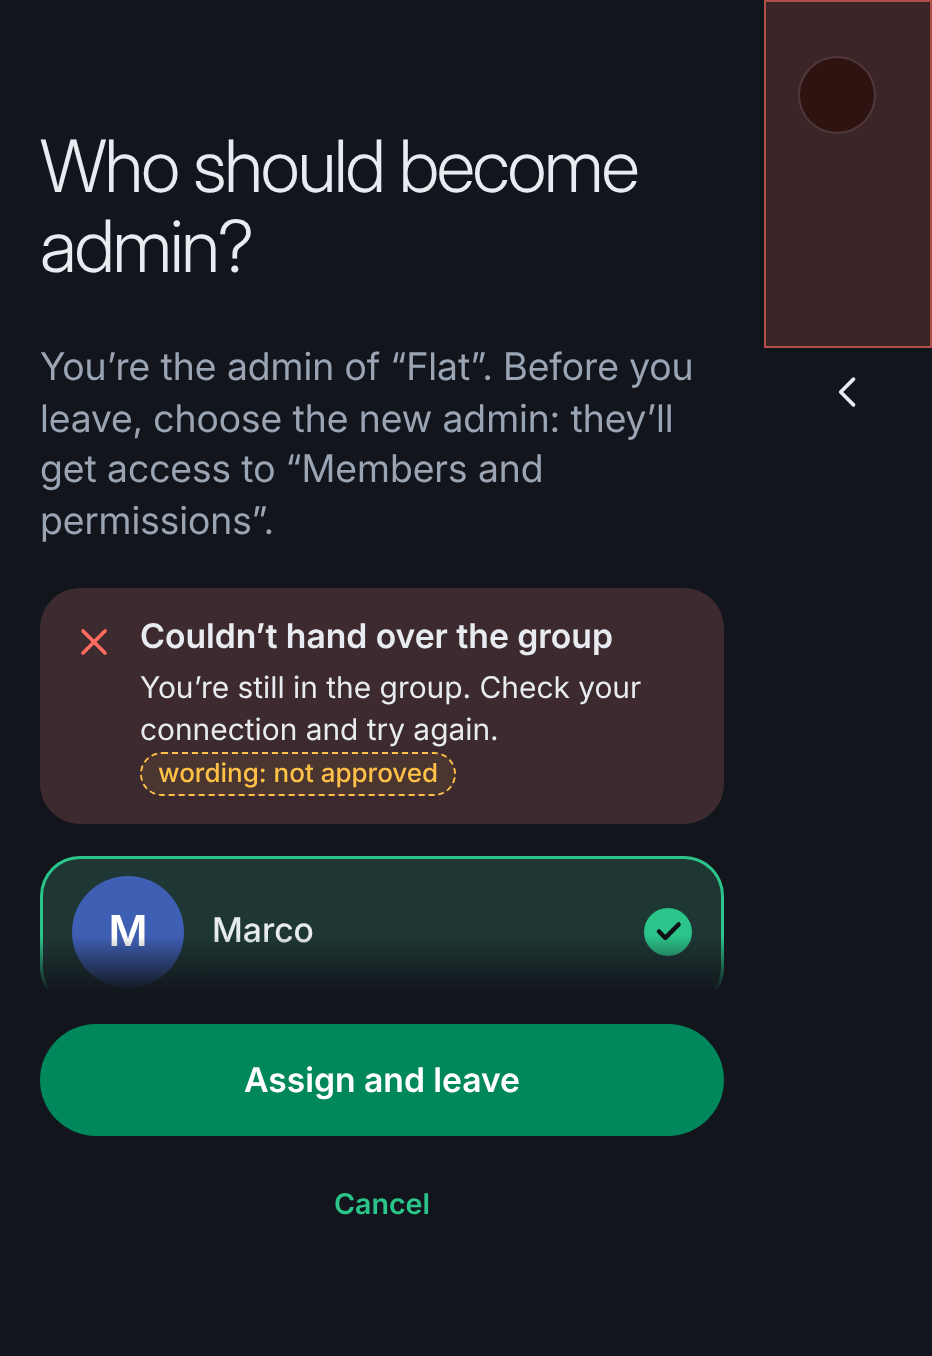 Who should become
admin?
You’re the admin of “Flat”. Before you
leave, choose the new admin: they’ll
get access to “Members and
permissions”.
Couldn’t hand over the group
You’re still in the group. Check your
connection and try again.
wording: not approved
M
Marco
Assign and leave
Cancel